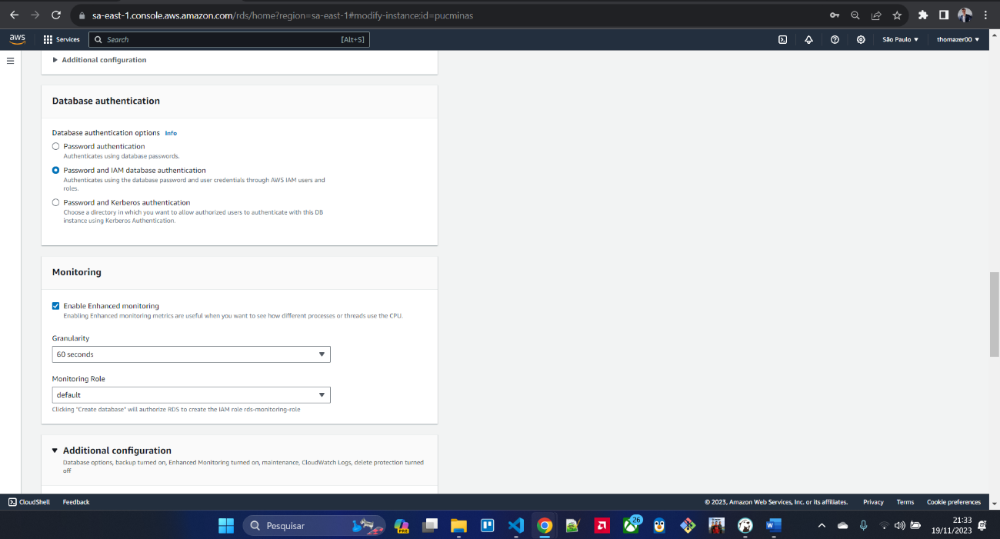 sa-east-1.console.aws.amazon.com/rds/home?region=sa-east-1#modify-instance:id=pucminas
aws
Services
Search
[Alt+S]
São Paulo ▼
thomazer00 ▼
Additional configuration
Database authentication
Database authentication options Info
Password authentication
Authenticates using database passwords.
Password and IAM database authentication
Authenticates using the database password and user credentials through AWS IAM users and
roles.
Password and Kerberos authentication
Choose a directory in which you want to allow authorized users to authenticate with this DB
instance using Kerberos Authentication.
Monitoring
Enable Enhanced monitoring
Enabling Enhanced monitoring metrics are useful when you want to see how different processes or threads use the CPU.
Granularity
60 seconds
Monitoring Role
default
Clicking "Create database" will authorize RDS to create the IAM role rds-monitoring-role
Additional configuration
Database options, backup turned on, Enhanced Monitoring turned on, maintenance, CloudWatch Logs, delete protection turned
off
CloudShell
Feedback
© 2023, Amazon Web Services, Inc. or its affiliates.
Privacy
Terms
Cookie preferences
Pesquisar
PRE
26
W
21:33
19/11/2023